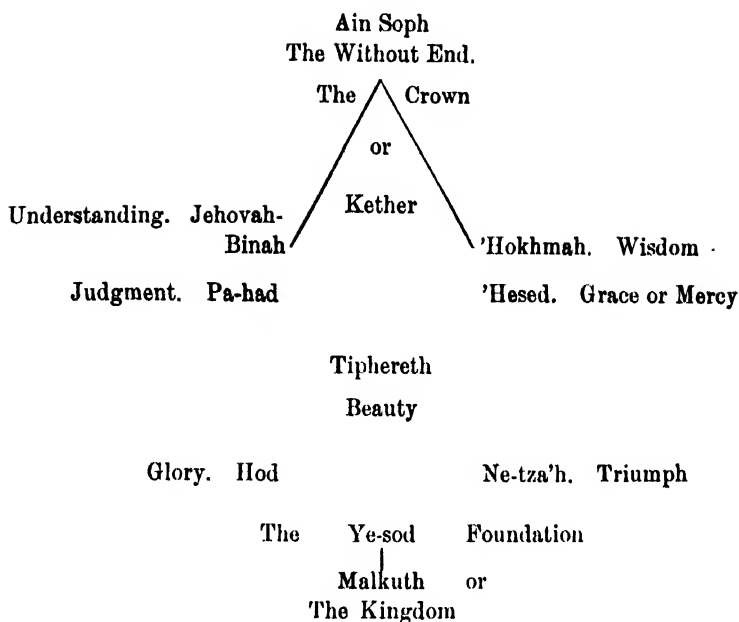 Ain Soph
The Without End.
The Crown
or
Kether
Understanding. Jehovah-
Binah
'Hokhmah. Wisdom
Judgment. Pa-had
'Hesed. Grace or Mercy
Tiphereth
Beauty
Glory. Hod
Ne-tza'h. Triumph
The Ye-sod Foundation
Malkuth or
The Kingdom